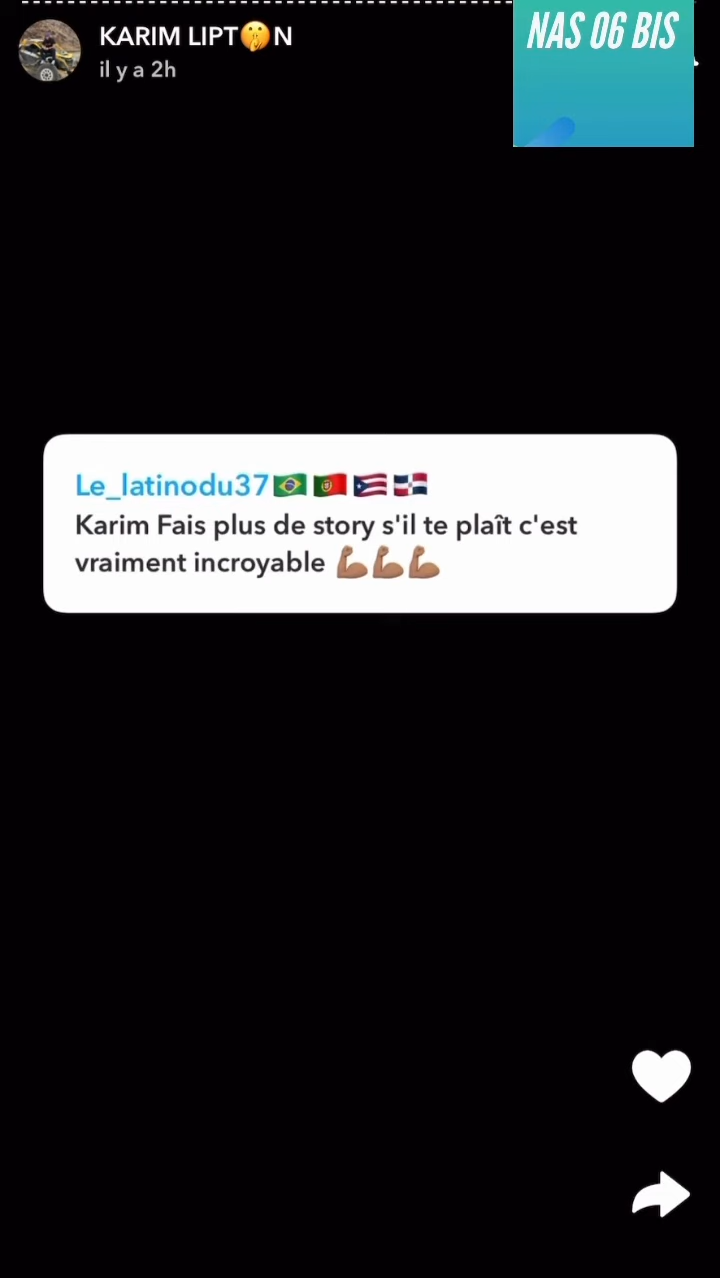 KARIM LIPT🤫N
il y a 2h
NAS 06 BIS
Le_latinodu37🇧🇷🇵🇹🇵🇷🇩🇴
Karim Fais plus de story s'il te plaît c'est
vraiment incroyable 💪🏽💪🏽💪🏽